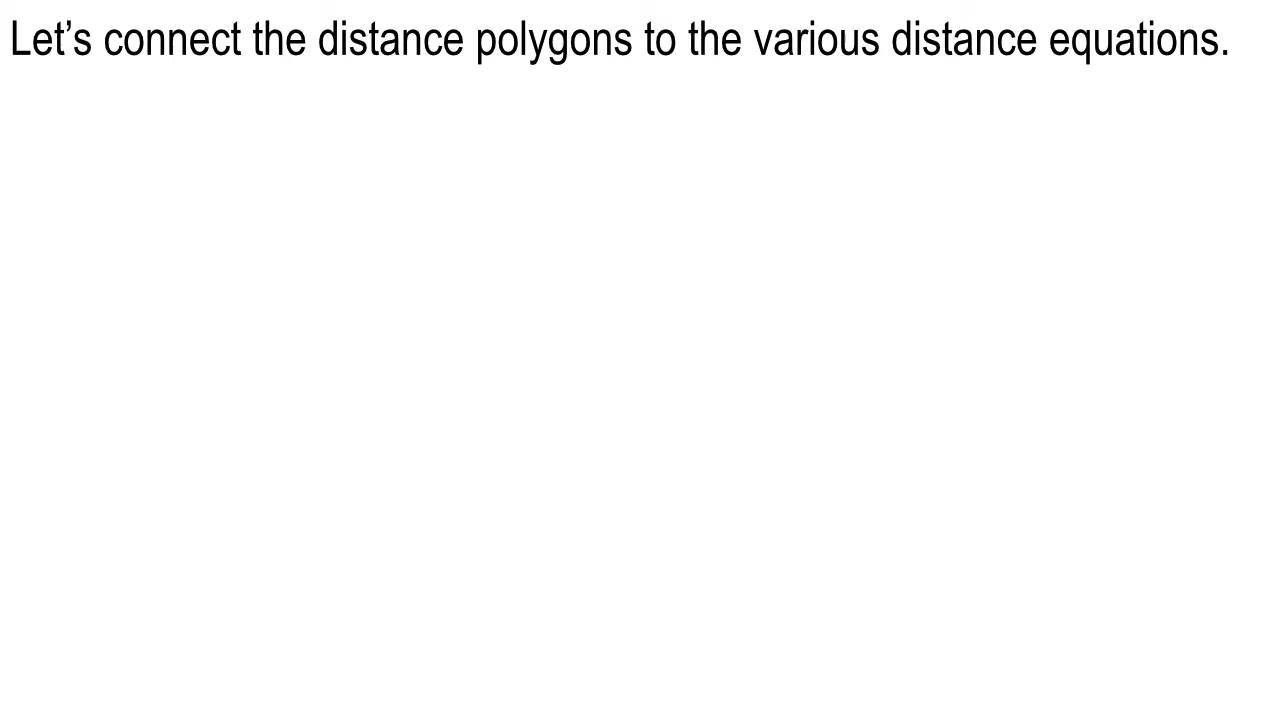 Let’s connect the distance polygons to the various distance equations.